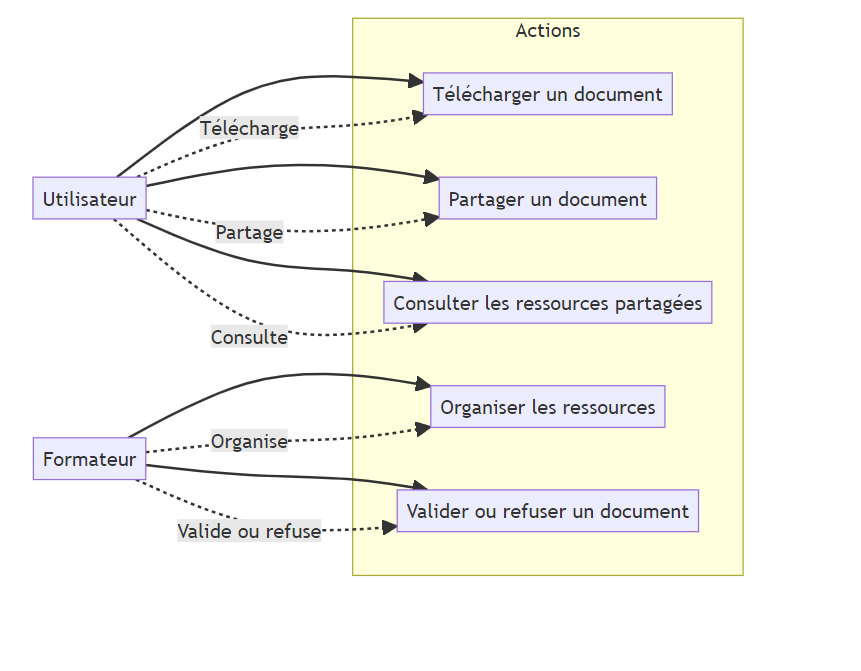 Actions
Télécharger un document
Télécharge
Utilisateur
Partager un document
Partage
Consulter les ressources partagées
Consulte
Organiser les ressources
Organise
Formateur
Valider ou refuser un document
Valide ou refuse